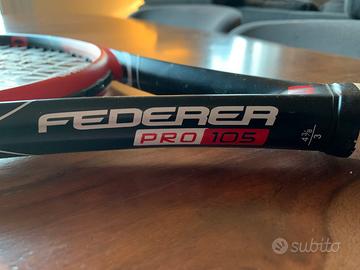 FEDERER
PRO 105
4 3/8
3
subito